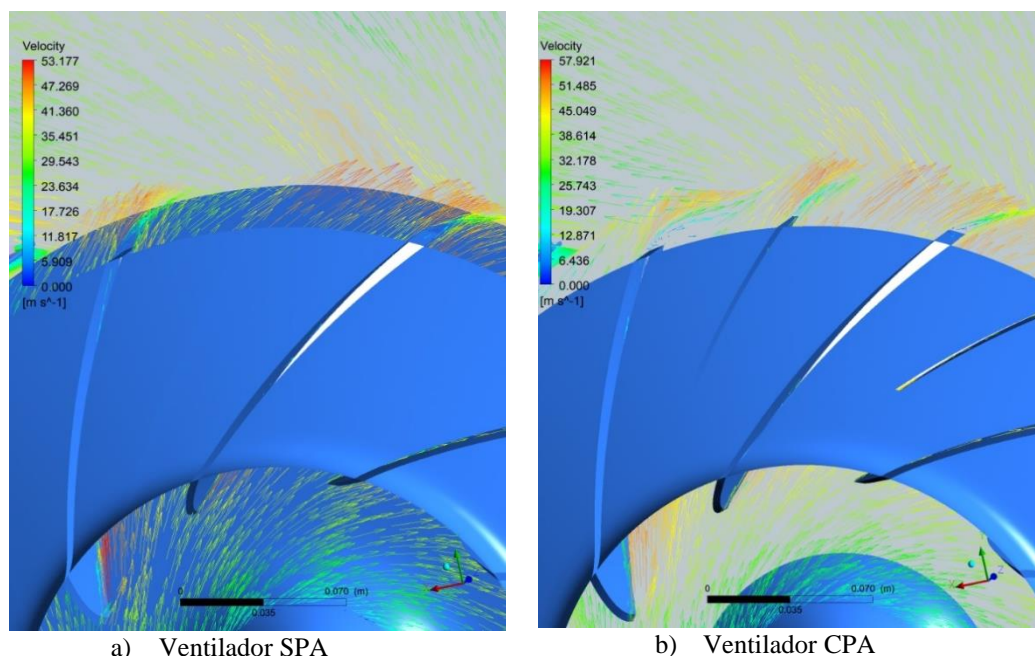 Velocity
53.177
47.269
41.360
35.451
29.543
23.634
17.726
11.817
5.909
0.000
[m s^-1]
0 0.070 (m)
0.035
a) Ventilador SPA
Velocity
57.921
51.485
45.049
38.614
32.178
25.743
19.307
12.871
6.436
0.000
[m s^-1]
Z
0 0.070 (m)
0.035
b) Ventilador CPA